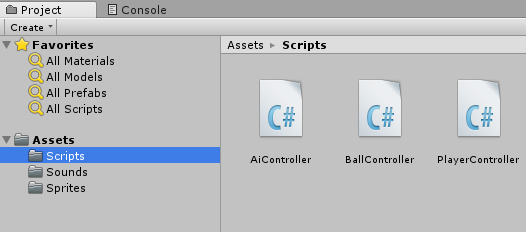 Project
Console
Create
Favorites
All Materials
All Models
All Prefabs
All Scripts
Assets
Scripts
Sounds
Sprites
Assets ▸ Scripts
C#
C#
C#
AiController
BallController
PlayerController